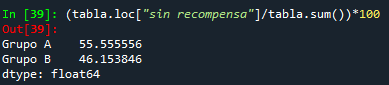 In [39]: (tabla.loc["sin recompensa"]/tabla.sum())*100
Out[39]:
Grupo A    55.555556
Grupo B    46.153846
dtype: float64